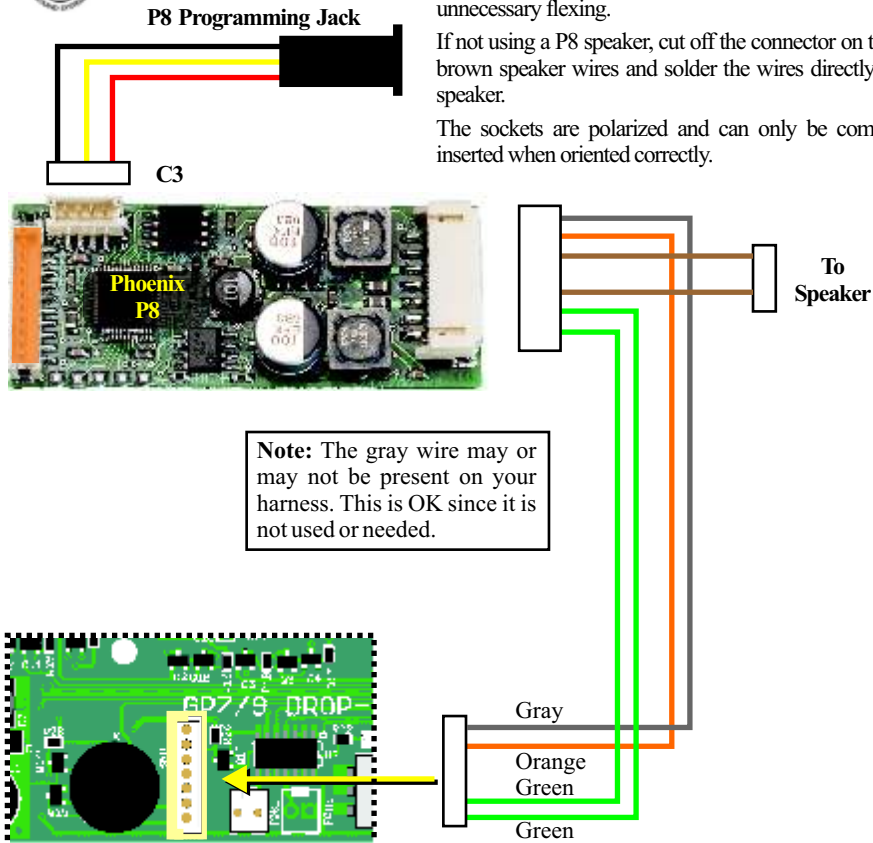 unnecessary flexing.
P8 Programming Jack
If not using a P8 speaker, cut off the connector on t
brown speaker wires and solder the wires directly
speaker.
The sockets are polarized and can only be com
inserted when oriented correctly.
C3
Phoenix
P8
To
Speaker
Note: The gray wire may or
may not be present on your
harness. This is OK since it is
not used or needed.
GP7/9 DROP-
Gray
Orange
Green
Green